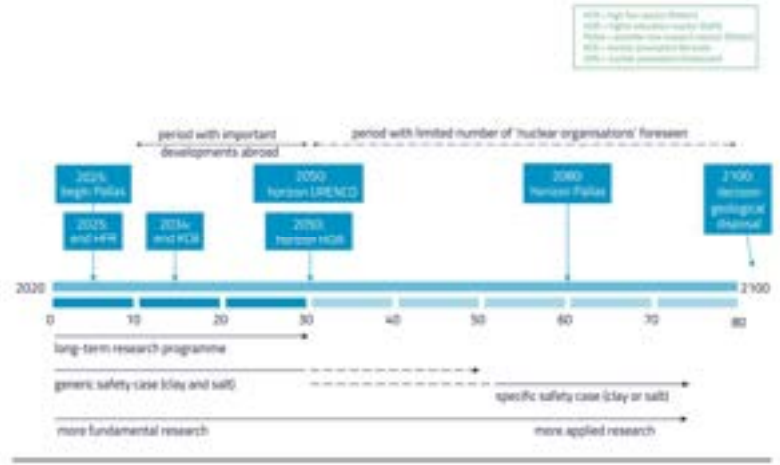 period with important
developments abroad
period with limited number of 'nuclear organisations' foreseen
2025:
begin Pallas
2050:
horizon URENCO
2080:
horizon Pallas
2100:
decision
geological
disposal
2025:
end HFR
2034:
end KCB
2050:
horizon HOR
2020
2100
0 10 20 30 40 50 60 70 80
long-term research programme
generic safety case (clay and salt)
specific safety case (clay or salt)
more fundamental research
more applied research